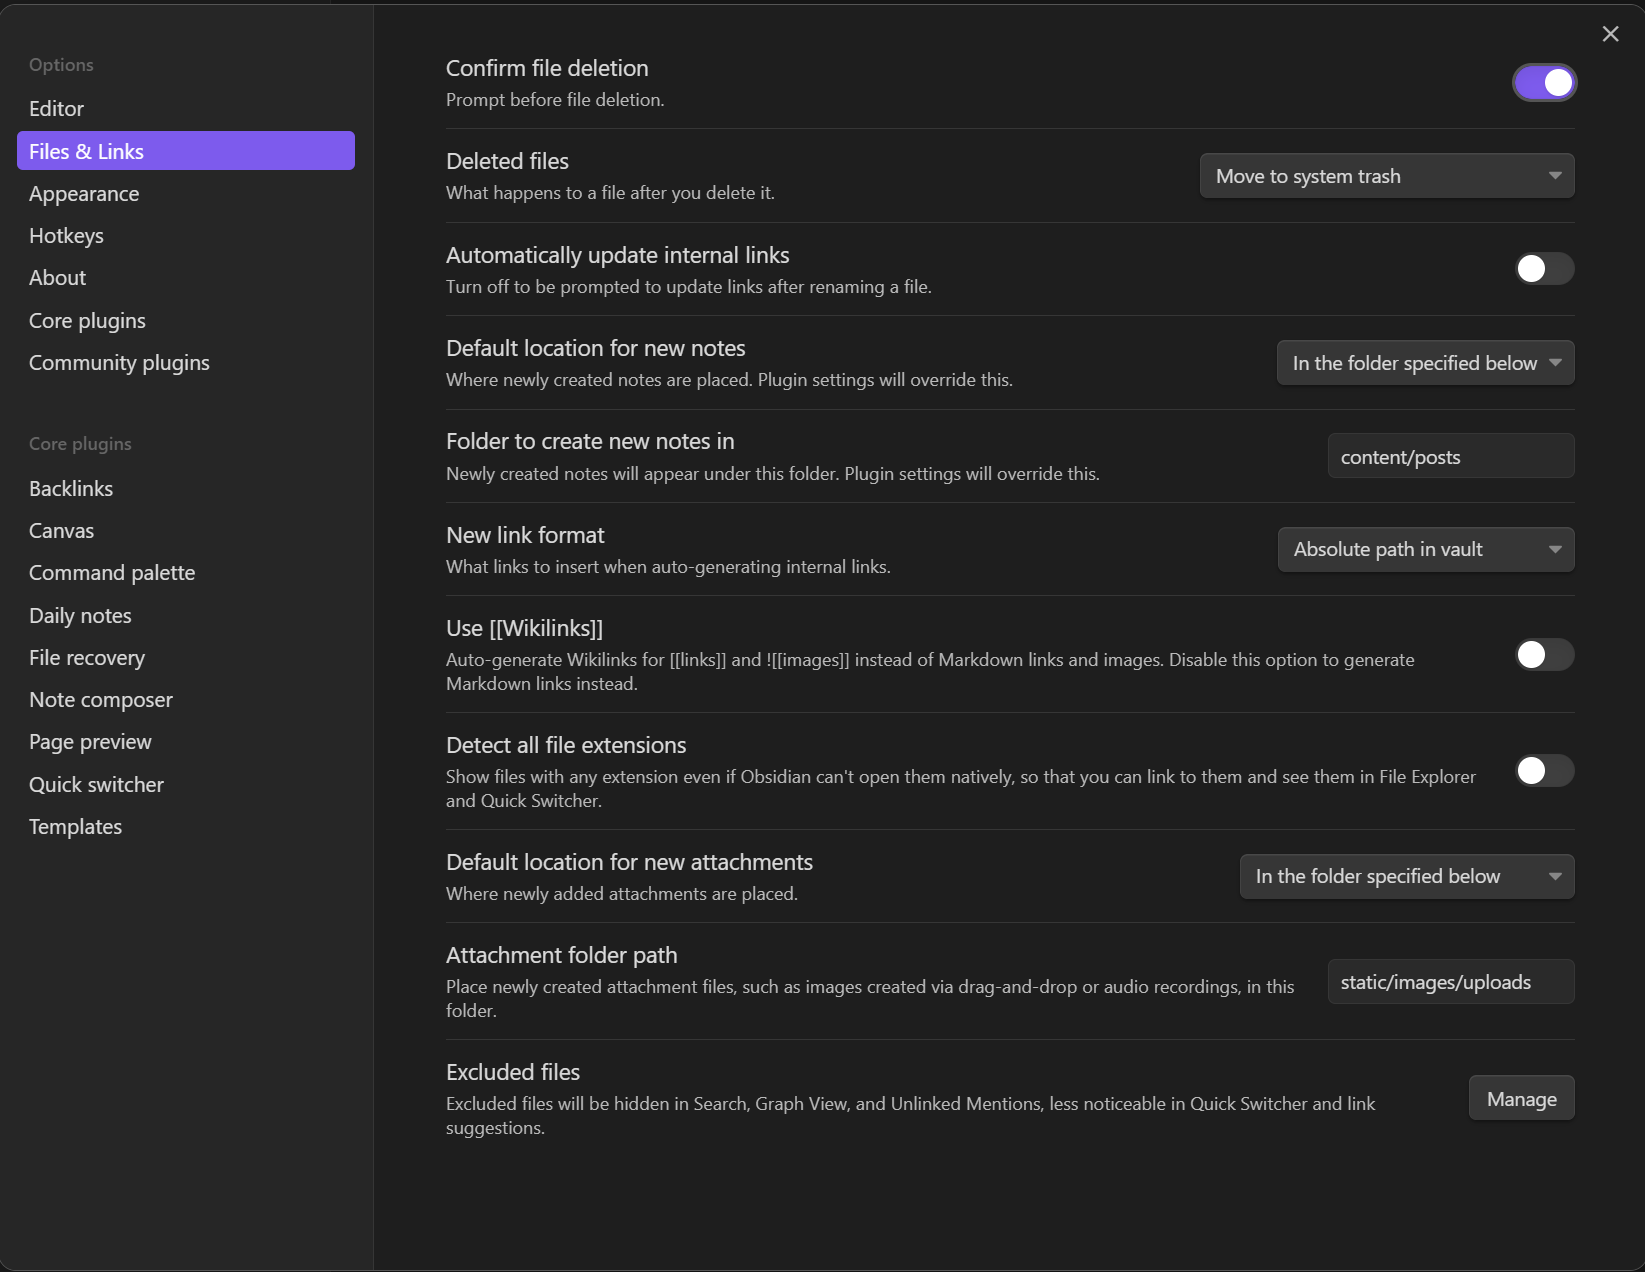 Options
Editor
Files & Links
Appearance
Hotkeys
About
Core plugins
Community plugins
Core plugins
Backlinks
Canvas
Command palette
Daily notes
File recovery
Note composer
Page preview
Quick switcher
Templates
Confirm file deletion
Prompt before file deletion.
Deleted files
What happens to a file after you delete it.
Move to system trash
Automatically update internal links
Turn off to be prompted to update links after renaming a file.
Default location for new notes
Where newly created notes are placed. Plugin settings will override this.
In the folder specified below
Folder to create new notes in
Newly created notes will appear under this folder. Plugin settings will override this.
content/posts
New link format
What links to insert when auto-generating internal links.
Absolute path in vault
Use [[Wikilinks]]
Auto-generate Wikilinks for [[links]] and ![[images]] instead of Markdown links and images. Disable this option to generate
Markdown links instead.
Detect all file extensions
Show files with any extension even if Obsidian can't open them natively, so that you can link to them and see them in File Explorer
and Quick Switcher.
Default location for new attachments
Where newly added attachments are placed.
In the folder specified below
Attachment folder path
Place newly created attachment files, such as images created via drag-and-drop or audio recordings, in this
folder.
static/images/uploads
Excluded files
Excluded files will be hidden in Search, Graph View, and Unlinked Mentions, less noticeable in Quick Switcher and link
suggestions.
Manage